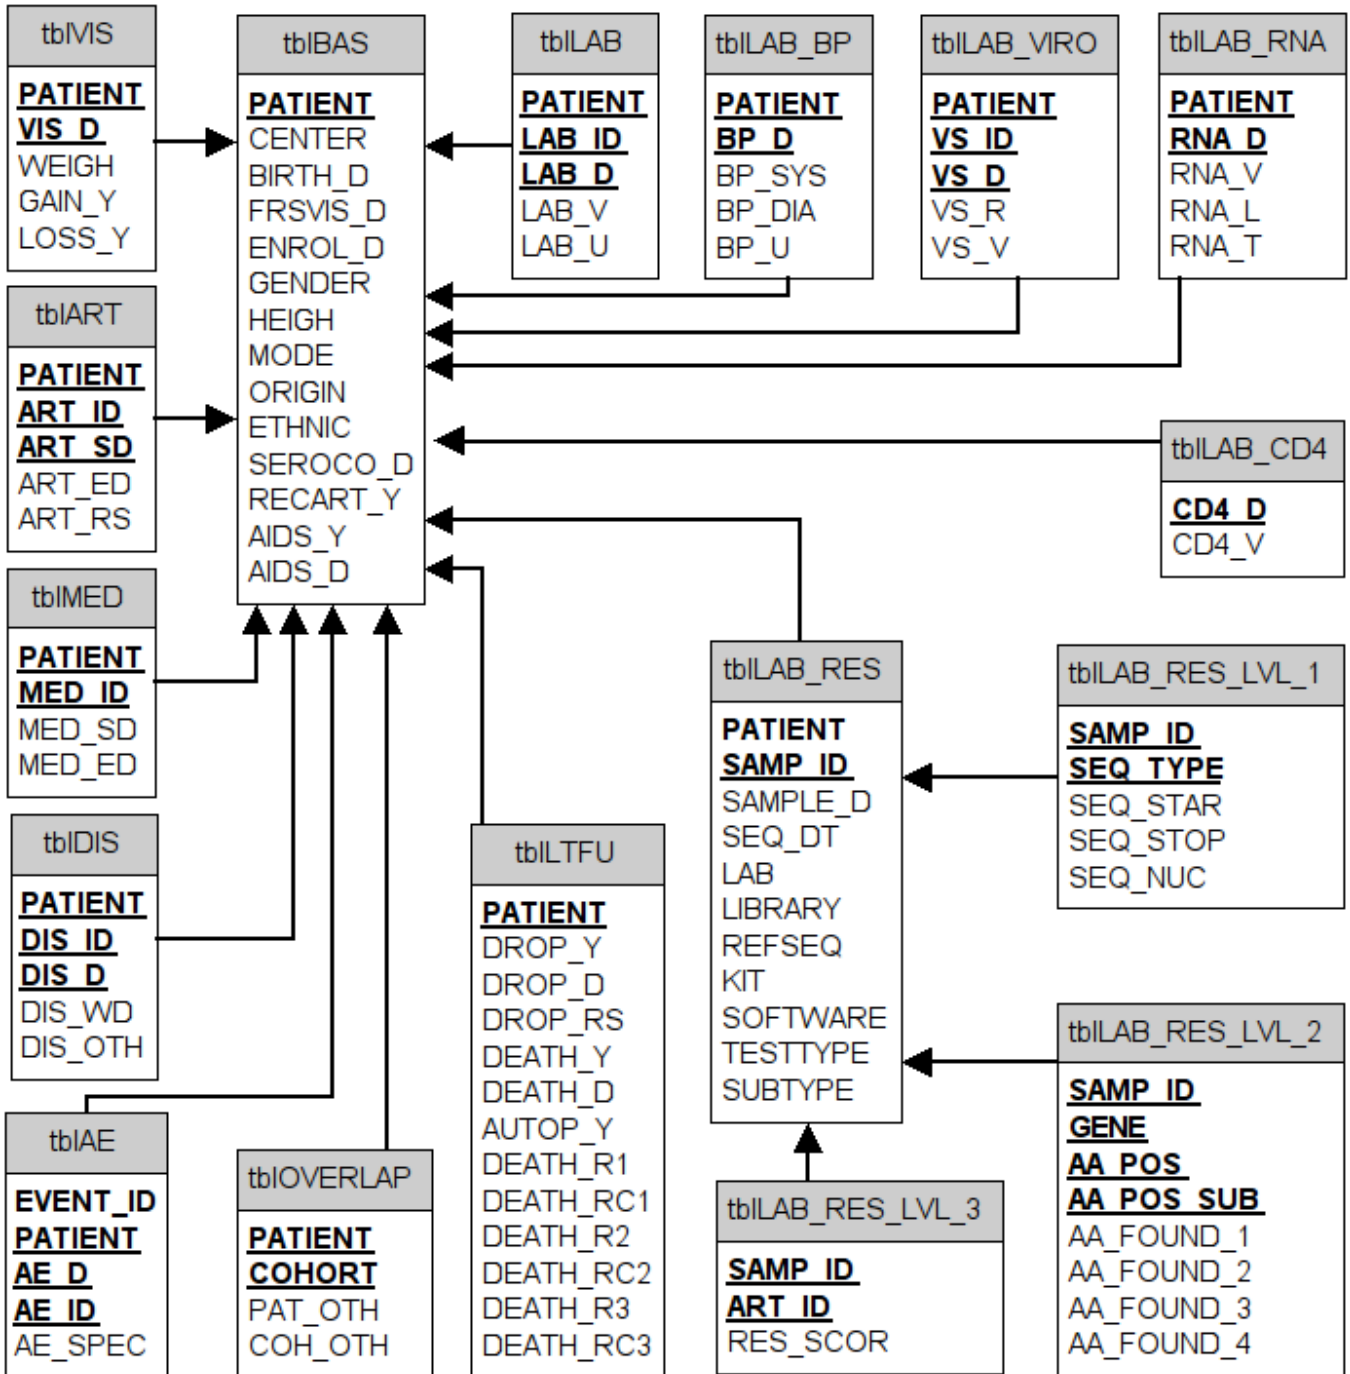 tblVIS
PATIENT
VIS_D
WEIGH
GAIN_Y
LOSS_Y
tblART
PATIENT
ART_ID
ART_SD
ART_ED
ART_RS
tblMED
PATIENT
MED_ID
MED_SD
MED_ED
tblDIS
PATIENT
DIS_ID
DIS_D
DIS_WD
DIS_OTH
tblAE
EVENT_ID
PATIENT
AE_D
AE_ID
AE_SPEC
tblBAS
PATIENT
CENTER
BIRTH_D
FRSVIS_D
ENROL_D
GENDER
HEIGH
MODE
ORIGIN
ETHNIC
SEROCO_D
RECART_Y
AIDS_Y
AIDS_D
tblOVERLAP
PATIENT
COHORT
PAT_OTH
COH_OTH
tblLAB
PATIENT
LAB_ID
LAB_D
LAB_V
LAB_U
tblLTFU
PATIENT
DROP_Y
DROP_D
DROP_RS
DEATH_Y
DEATH_D
AUTOP_Y
DEATH_R1
DEATH_RC1
DEATH_R2
DEATH_RC2
DEATH_R3
DEATH_RC3
tblLAB_BP
PATIENT
BP_D
BP_SYS
BP_DIA
BP_U
tblLAB_VIRO
PATIENT
VS_ID
VS_D
VS_R
VS_V
tblLAB_RNA
PATIENT
RNA_D
RNA_V
RNA_L
RNA_T
tblLAB_CD4
CD4_D
CD4_V
tblLAB_RES
PATIENT
SAMP_ID
SAMPLE_D
SEQ_DT
LAB
LIBRARY
REFSEQ
KIT
SOFTWARE
TESTTYPE
SUBTYPE
tblLAB_RES_LVL_1
SAMP_ID
SEQ_TYPE
SEQ_STAR
SEQ_STOP
SEQ_NUC
tblLAB_RES_LVL_2
SAMP_ID
GENE
AA_POS
AA_POS_SUB
AA_FOUND_1
AA_FOUND_2
AA_FOUND_3
AA_FOUND_4
tblLAB_RES_LVL_3
SAMP_ID
ART_ID
RES_SCOR